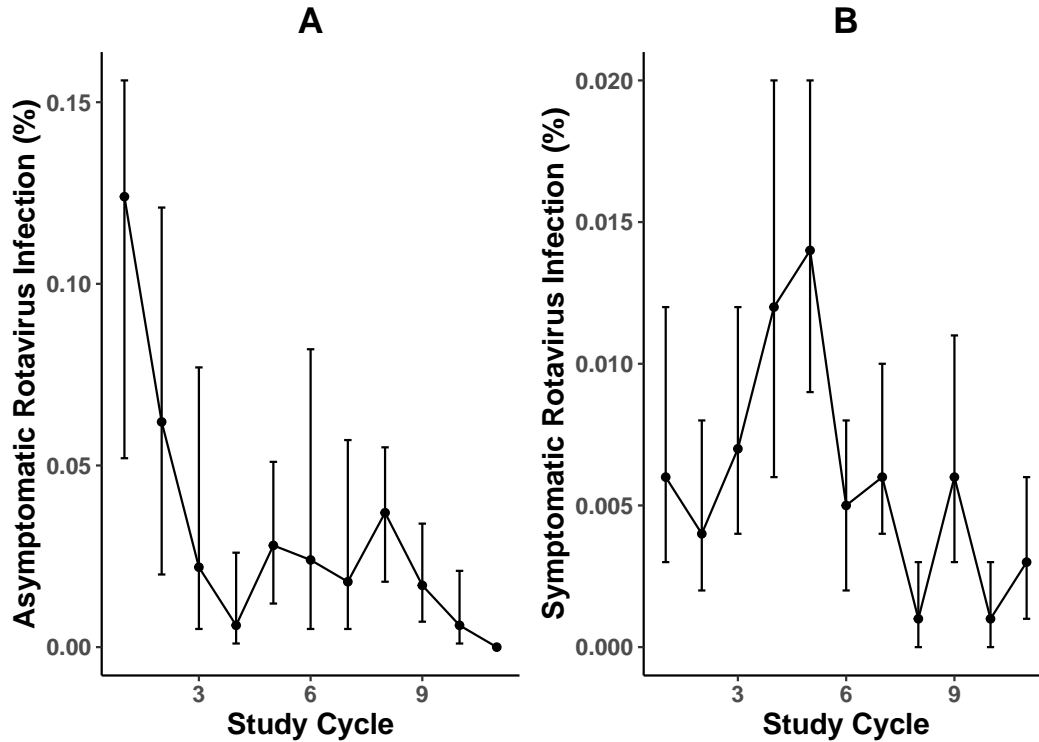 A
Asymptomatic Rotavirus Infection (%)
0.15
0.10
0.05
0.00
3 6 9
Study Cycle
B
Symptomatic Rotavirus Infection (%)
0.020
0.015
0.010
0.005
0.000
3 6 9
Study Cycle